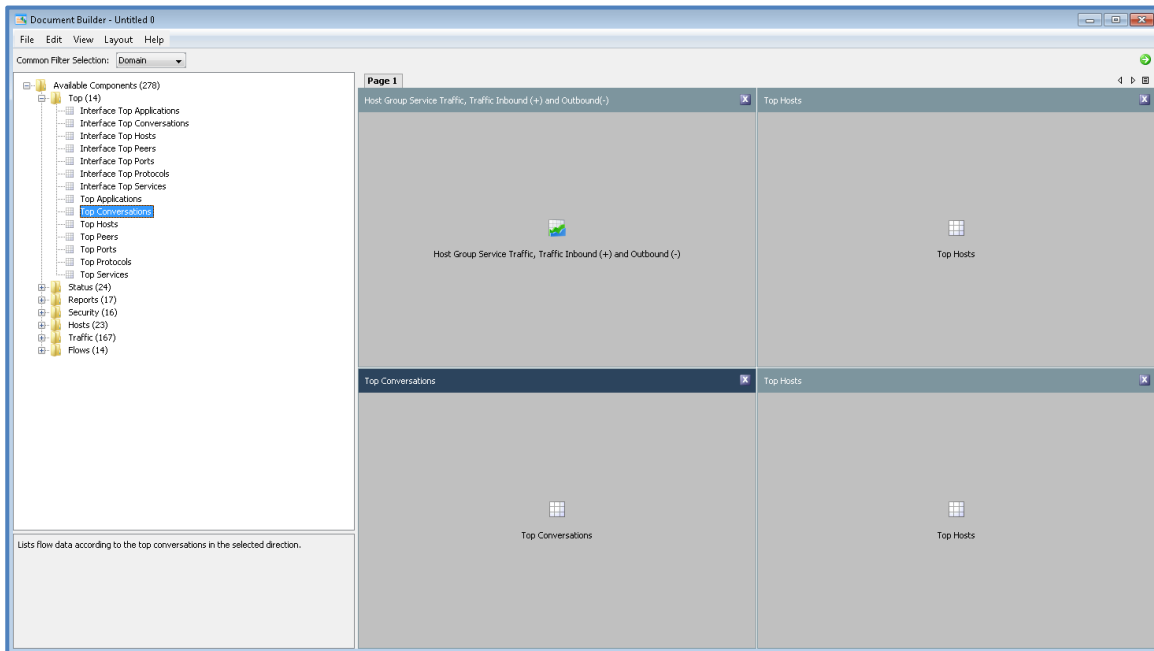 Document Builder - Untitled 0
File Edit View Layout Help
Common Filter Selection: Domain
Available Components (278)
Top (14)
Interface Top Applications
Interface Top Conversations
Interface Top Hosts
Interface Top Peers
Interface Top Ports
Interface Top Protocols
Interface Top Services
Top Applications
Top Conversations
Top Hosts
Top Peers
Top Ports
Top Protocols
Top Services
Status (24)
Reports (17)
Security (16)
Hosts (23)
Traffic (167)
Flows (14)
Lists flow data according to the top conversations in the selected direction.
Page 1
Host Group Service Traffic, Traffic Inbound (+) and Outbound(-)
Host Group Service Traffic, Traffic Inbound (+) and Outbound (-)
Top Hosts
Top Hosts
Top Conversations
Top Conversations
Top Hosts
Top Hosts